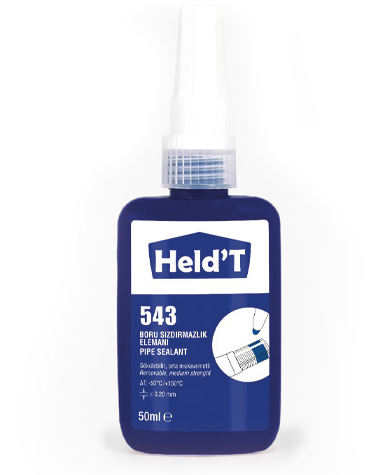 Held'T
543
BORU SIZDIRMAZLIK
ELEMANI
PIPE SEALANT
Sökülebilir, orta mukavemetli
Removable, medium strenght
ΔT: -50°C/+150°C
≤ 0.20 mm
50ml ℮